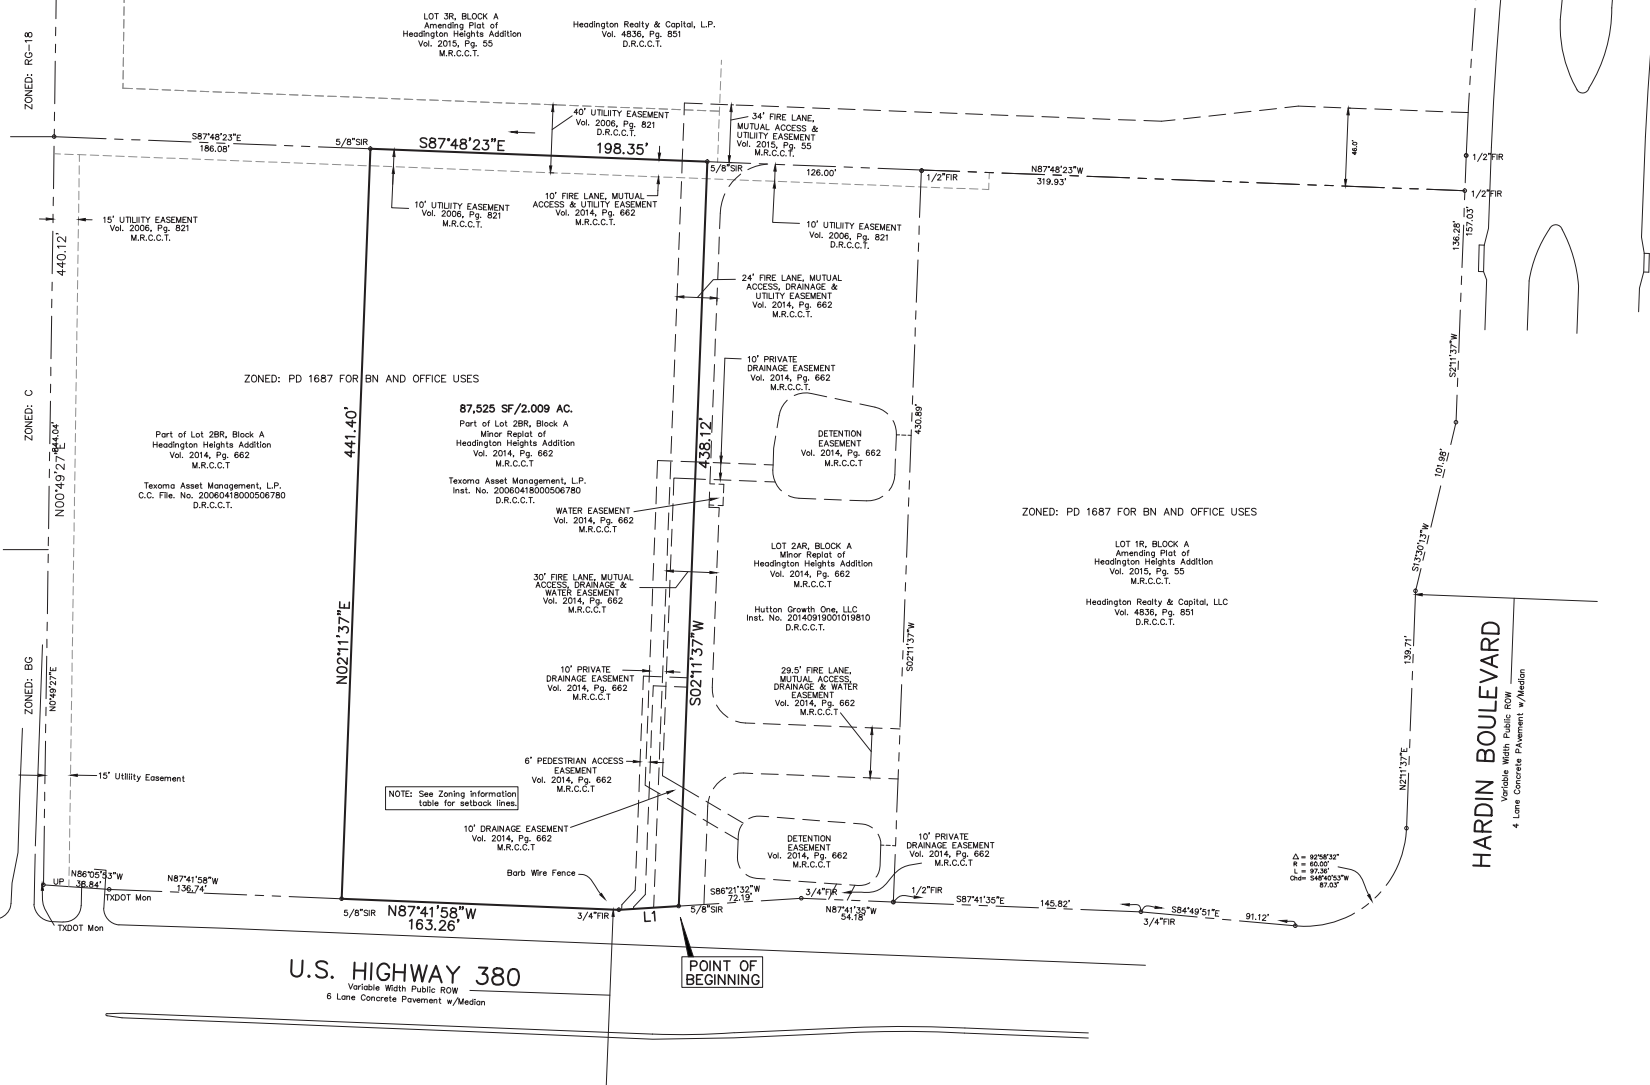 LOT 3R, BLOCK A
Amending Plat of
Headington Heights Addition
Vol. 2015, Pg. 55
M.R.C.C.T.
Headington Realty & Capital, L.P.
Vol. 4836, Pg. 851
D.R.C.C.T.
ZONED: RG-18
S87°48'23"E
186.08'
5/8"SIR
S87°48'23"E
198.35'
40' UTILIITY EASEMENT
Vol. 2006, Pg. 821
D.R.C.C.T.
34' FIRE LANE,
MUTUAL ACCESS &
UTILIITY EASEMENT
Vol. 2015, Pg. 55
M.R.C.C.T.
5/8"SIR
126.00'
1/2"FIR
N87°48'23"W
319.93'
46.0'
1/2"FIR
1/2"FIR
15' UTILIITY EASEMENT
Vol. 2006, Pg. 821
M.R.C.C.T.
440.12'
10' UTILIITY EASEMENT
Vol. 2006, Pg. 821
M.R.C.C.T.
10' FIRE LANE, MUTUAL
ACCESS & UTILITY EASEMENT
Vol. 2014, Pg. 662
M.R.C.C.T.
10' UTILIITY EASEMENT
Vol. 2006, Pg. 821
D.R.C.C.T.
136.28'
157.03'
24' FIRE LANE, MUTUAL
ACCESS, DRAINAGE &
UTILIITY EASEMENT
Vol. 2014, Pg. 662
M.R.C.C.T.
S2°11'37"W
10' PRIVATE
DRAINAGE EASEMENT
Vol. 2014, Pg. 662
M.R.C.C.T.
ZONED: PD 1687 FOR BN AND OFFICE USES
ZONED: C
844.04'
N00°49'27"E
441.40'
87,525 SF/2.009 AC.
Part of Lot 2BR, Block A
Minor Replat of
Headington Heights Addition
Vol. 2014, Pg. 662
M.R.C.C.T
Texoma Asset Management, L.P.
Inst. No. 20060418000506780
D.R.C.C.T.
Part of Lot 2BR, Block A
Headington Heights Addition
Vol. 2014, Pg. 662
M.R.C.C.T
Texoma Asset Management, L.P.
C.C. File. No. 20060418000506780
D.R.C.C.T.
438.12'
DETENTION
EASEMENT
Vol. 2014, Pg. 662
M.R.C.C.T
430.89'
101.98'
WATER EASEMENT
Vol. 2014, Pg. 662
M.R.C.C.T
ZONED: PD 1687 FOR BN AND OFFICE USES
S13°30'13"W
LOT 2AR, BLOCK A
Minor Replat of
Headington Heights Addition
Vol. 2014, Pg. 662
M.R.C.C.T
Hutton Growth One, LLC
Inst. No. 20140919001019810
D.R.C.C.T.
LOT 1R, BLOCK A
Amending Plat of
Headington Heights Addition
Vol. 2015, Pg. 55
M.R.C.C.T.
Headington Realty & Capital, LLC
Vol. 4836, Pg. 851
D.R.C.C.T.
30' FIRE LANE, MUTUAL
ACCESS, DRAINAGE &
WATER EASEMENT
Vol. 2014, Pg. 662
M.R.C.C.T
N02°11'37"E
S02°11'37"W
S02°11'37"W
139.71'
ZONED: BG
N0°49'27"E
10' PRIVATE
DRAINAGE EASEMENT
Vol. 2014, Pg. 662
M.R.C.C.T
29.5' FIRE LANE,
MUTUAL ACCESS,
DRAINAGE & WATER
EASEMENT
Vol. 2014, Pg. 662
M.R.C.C.T
HARDIN BOULEVARD
Variable Width Public ROW
4 Lane Concrete PAvement w/Median
N2°11'37"E
15' Utliiity Easement
6' PEDESTRIAN ACCESS
EASEMENT
Vol. 2014, Pg. 662
M.R.C.C.T
NOTE: See Zoning information
table for setback lines.
10' DRAINAGE EASEMENT
Vol. 2014, Pg. 662
M.R.C.C.T
DETENTION
EASEMENT
Vol. 2014, Pg. 662
M.R.C.C.T
10' PRIVATE
DRAINAGE EASEMENT
Vol. 2014, Pg. 662
M.R.C.C.T
Δ = 92°58'32"
R = 60.00'
L = 97.36'
Chd= S48°40'53"W
87.03'
Barb Wire Fence
N86°05'53"W
38.84'
UP
TXDOT Mon
TXDOT Mon
N87°41'58"W
136.74'
5/8"SIR
N87°41'58"W
163.26'
3/4"FIR
L1
5/8"SIR
S86°21'32"W
72.19'
3/4"FIR
N87°41'35"W
54.18'
1/2"FIR
S87°41'35"E
145.82'
3/4"FIR
S84°49'51"E
91.12'
POINT OF
BEGINNING
U.S. HIGHWAY 380
Variable Width Public ROW
6 Lane Concrete Pavement w/Median